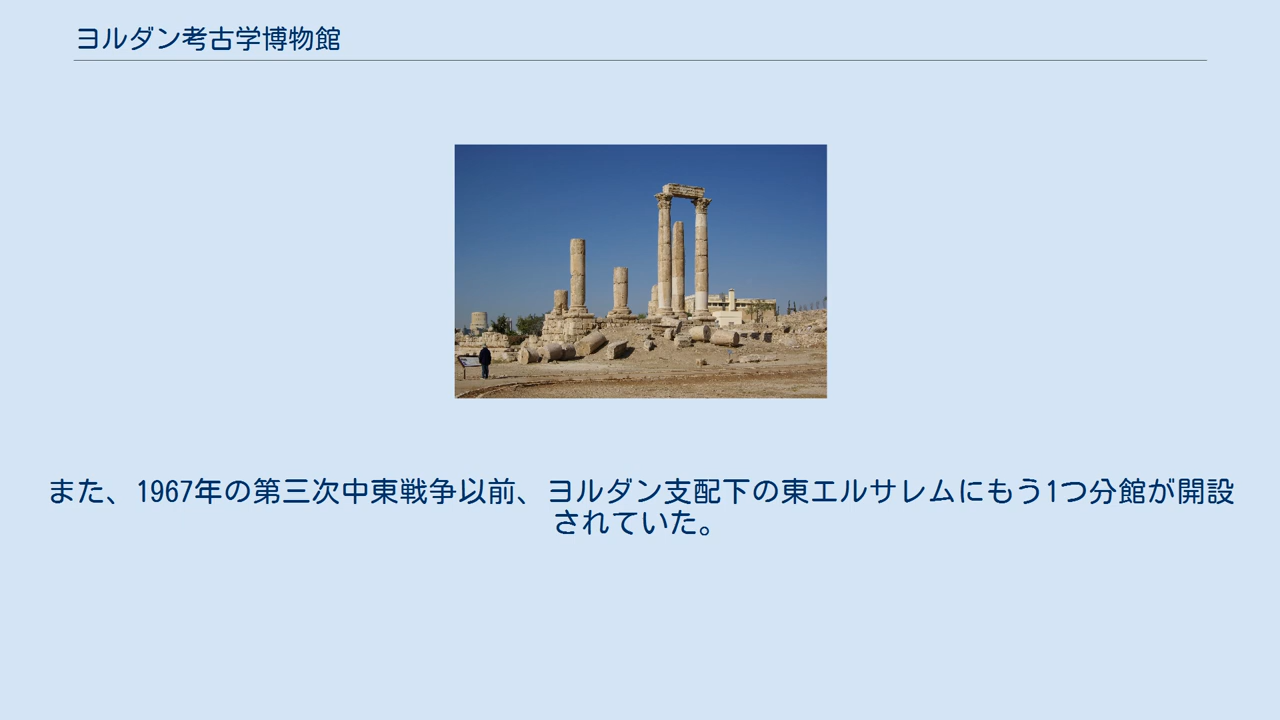 ヨルダン考古学博物館
また、1967年の第三次中東戦争以前、ヨルダン支配下の東エルサレムにもう1つ分館が開設
されていた。